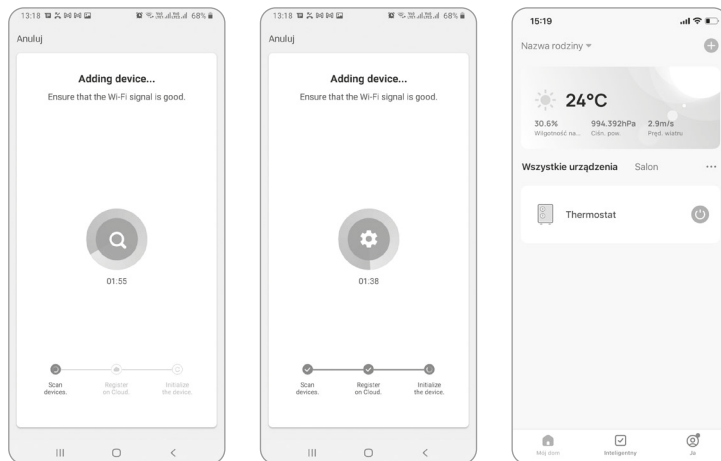 13:18
68%
Anuluj
Adding device...
Ensure that the Wi-Fi signal is good.
01:55
Scan
devices.
Register
on Cloud.
Initialize
the device.
13:18
68%
Anuluj
Adding device...
Ensure that the Wi-Fi signal is good.
01:38
Scan
devices.
Register
on Cloud.
Initialize
the device.
15:19
Nazwa rodziny
24°C
30.6% 994.392hPa 2.9m/s
Wilgotność na... Ciśn. pow. Pręd. wiatru
Wszystkie urządzenia Salon
Thermostat
Mój dom Inteligentny Ja